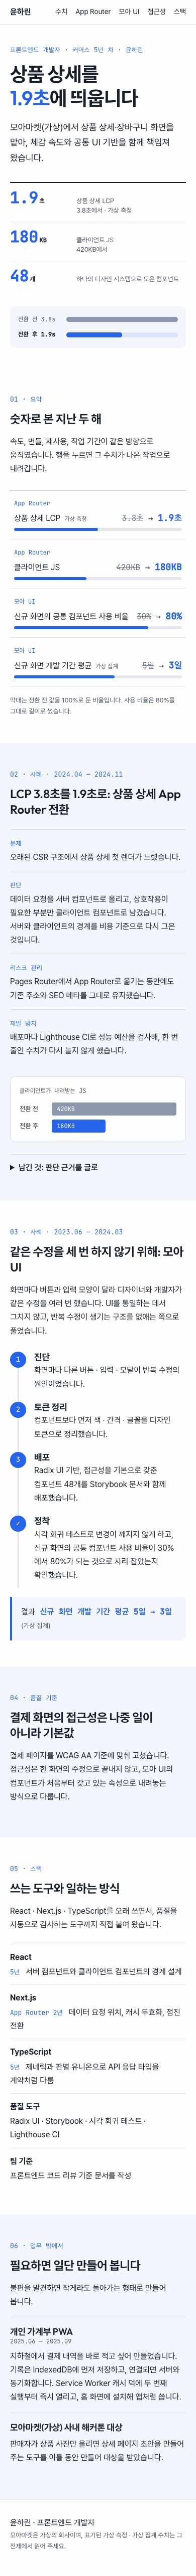 윤하린
수치 App Router 모아 UI 접근성 스택
프론트엔드 개발자 · 커머스 5년 차 · 윤하린
상품 상세를
1.9초에 띄웁니다
모아마켓(가상)에서 상품 상세·장바구니 화면을
맡아, 체감 속도와 공통 UI 기반을 함께 책임져
왔습니다.
1.9초
상품 상세 LCP
3.8초에서 · 가상 측정
180KB
클라이언트 JS
420KB에서
48개
하나의 디자인 시스템으로 모은 컴포넌트
전환 전 3.8s
전환 후 1.9s
01 · 요약
숫자로 본 지난 두 해
속도, 번들, 재사용, 작업 기간이 같은 방향으로
움직였습니다. 행을 누르면 그 수치가 나온 작업으로
내려갑니다.
App Router
상품 상세 LCP 가상 측정 3.8초 → 1.9초
App Router
클라이언트 JS 420KB → 180KB
모아 UI
신규 화면의 공통 컴포넌트 사용 비율 30% → 80%
모아 UI
신규 화면 개발 기간 평균 가상 집계 5일 → 3일
막대는 전환 전 값을 100%로 둔 비율입니다. 사용 비율은 80%를
그대로 길이로 썼습니다.
02 · 사례 · 2024.04 — 2024.11
LCP 3.8초를 1.9초로: 상품 상세 App
Router 전환
문제
오래된 CSR 구조에서 상품 상세 첫 렌더가 느렸습니다.
판단
데이터 요청을 서버 컴포넌트로 올리고, 상호작용이
필요한 부분만 클라이언트 컴포넌트로 남겼습니다.
서버와 클라이언트의 경계를 비용 기준으로 다시 그은
것입니다.
리스크 관리
Pages Router에서 App Router로 옮기는 동안에도
기존 주소와 SEO 메타를 그대로 유지했습니다.
재발 방지
배포마다 Lighthouse CI로 성능 예산을 검사해, 한 번
줄인 수치가 다시 늘지 않게 했습니다.
클라이언트가 내려받는 JS
전환 전 420KB
전환 후 180KB
▶ 남긴 것: 판단 근거를 글로
03 · 사례 · 2023.06 — 2024.03
같은 수정을 세 번 하지 않기 위해: 모아
UI
화면마다 버튼과 입력 모양이 달라 디자이너와 개발자가
같은 수정을 여러 번 했습니다. UI를 통일하는 데서
그치지 않고, 반복 수정이 생기는 구조를 없애는 쪽으로
풀었습니다.
1
진단
화면마다 다른 버튼 · 입력 · 모달이 반복 수정의
원인이었습니다.
2
토큰 정리
컴포넌트보다 먼저 색 · 간격 · 글꼴을 디자인
토큰으로 정리했습니다.
3
배포
Radix UI 기반, 접근성을 기본으로 갖춘
컴포넌트 48개를 Storybook 문서와 함께
배포했습니다.
✓
정착
시각 회귀 테스트로 변경이 깨지지 않게 하고,
신규 화면의 공통 컴포넌트 사용 비율이 30%
에서 80%가 되는 것으로 자리 잡았는지
확인했습니다.
결과 신규 화면 개발 기간 평균 5일 → 3일
(가상 집계)
04 · 품질 기준
결제 화면의 접근성은 나중 일이
아니라 기본값
결제 페이지를 WCAG AA 기준에 맞춰 고쳤습니다.
접근성은 한 화면의 수정으로 끝내지 않고, 모아 UI의
컴포넌트가 처음부터 갖고 있는 속성으로 내려놓는
방식으로 다룹니다.
05 · 스택
쓰는 도구와 일하는 방식
React · Next.js · TypeScript를 오래 쓰면서, 품질을
자동으로 검사하는 도구까지 직접 붙여 왔습니다.
React
5년 서버 컴포넌트와 클라이언트 컴포넌트의 경계 설계
Next.js
App Router 2년 데이터 요청 위치, 캐시 무효화, 점진
전환
TypeScript
5년 제네릭과 판별 유니온으로 API 응답 타입을
계약처럼 다룸
품질 도구
Radix UI · Storybook · 시각 회귀 테스트 ·
Lighthouse CI
팀 기준
프론트엔드 코드 리뷰 기준 문서를 작성
06 · 업무 밖에서
필요하면 일단 만들어 봅니다
불편을 발견하면 작게라도 돌아가는 형태로 만들어
봅니다.
개인 가계부 PWA
2025.06 — 2025.09
지하철에서 결제 내역을 바로 적고 싶어 만들었습니다.
기록은 IndexedDB에 먼저 저장하고, 연결되면 서버와
동기화합니다. Service Worker 캐시 덕에 두 번째
실행부터 즉시 열리고, 홈 화면에 설치해 앱처럼 씁니다.
모아마켓(가상) 사내 해커톤 대상
판매자가 상품 사진만 올리면 상세 페이지 초안을 만들어
주는 도구를 이틀 동안 만들어 대상을 받았습니다.
윤하린 · 프론트엔드 개발자
모아마켓은 가상의 회사이며, 표기된 가상 측정 · 가상 집계 수치는 그
전제에서 읽어 주세요.